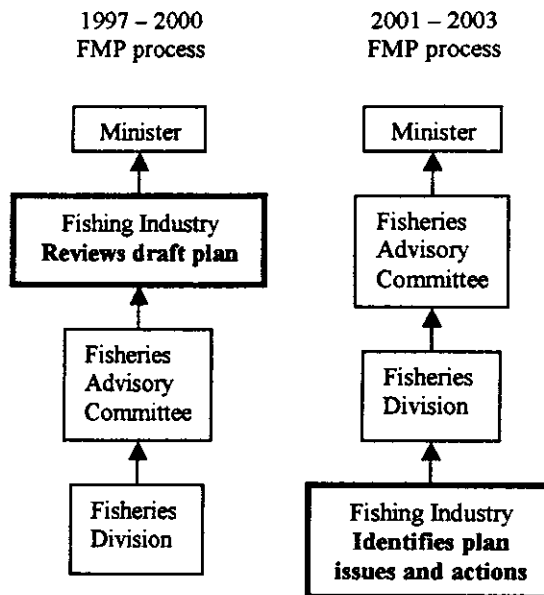 1997 – 2000
FMP process
Minister
Fishing Industry
Reviews draft plan
Fisheries
Advisory
Committee
Fisheries
Division
2001 – 2003
FMP process
Minister
Fisheries
Advisory
Committee
Fisheries
Division
Fishing Industry
Identifies plan
issues and actions